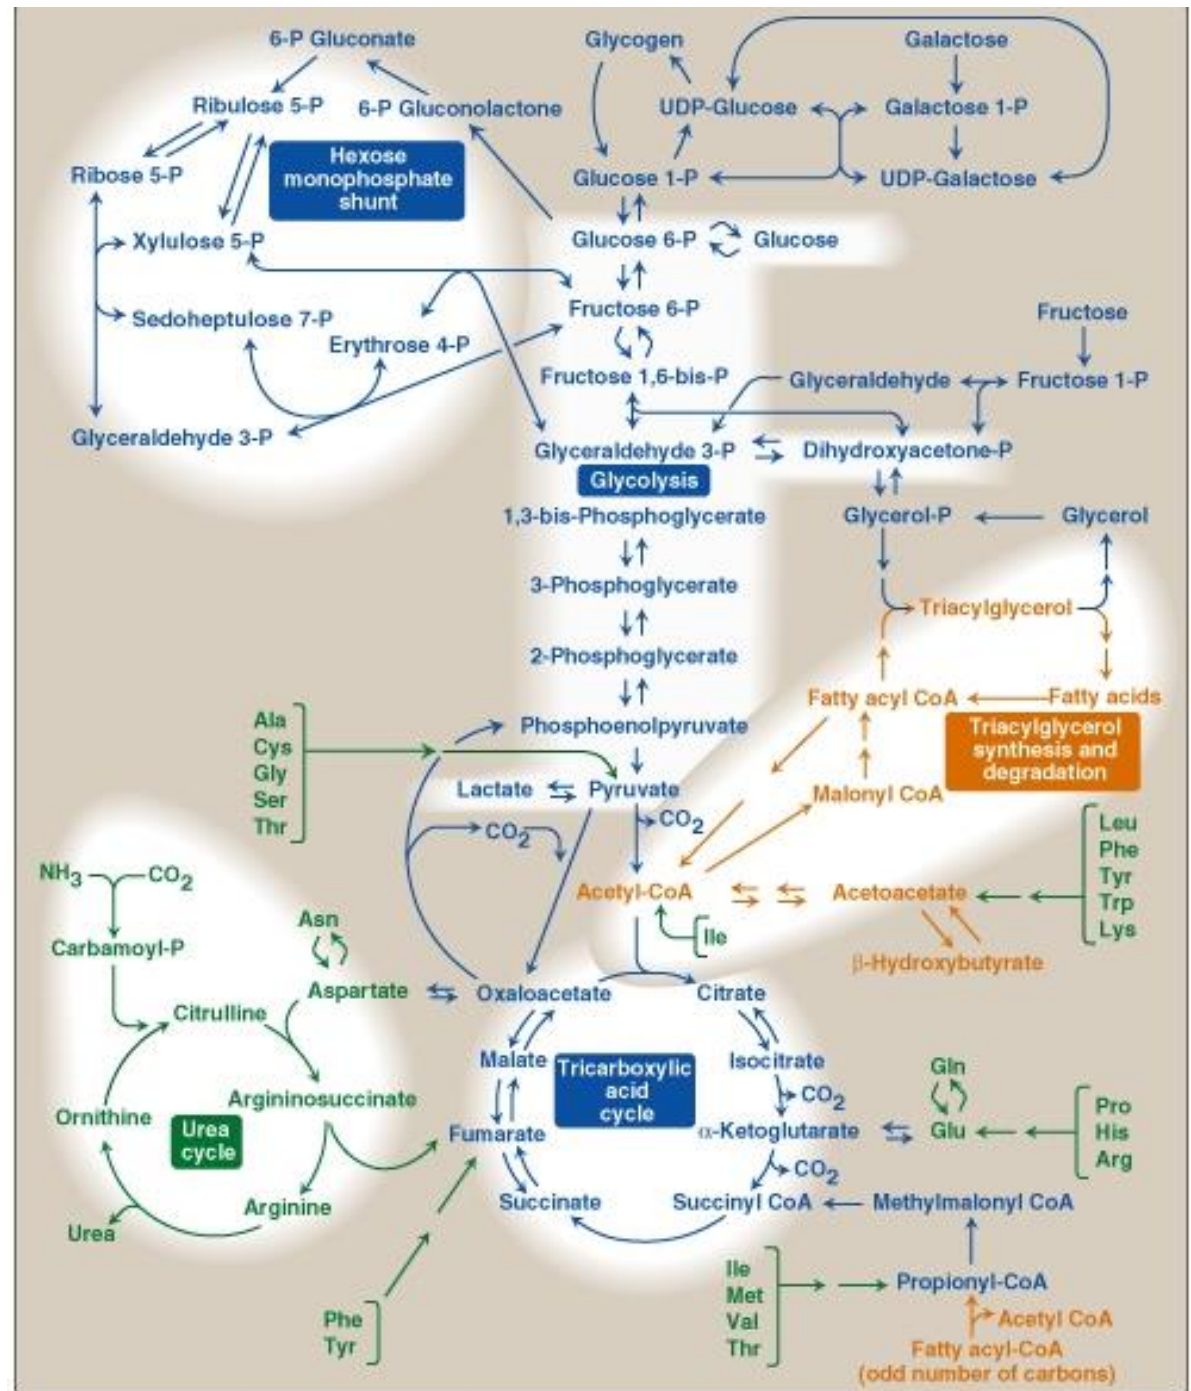 6-P Gluconate
Glycogen
Galactose
Ribulose 5-P
6-P Gluconolactone
UDP-Glucose
Galactose 1-P
Hexose
monophosphate
shunt
Ribose 5-P
Glucose 1-P
UDP-Galactose
Xylulose 5-P
Glucose 6-P
Glucose
Fructose 6-P
Fructose
Sedoheptulose 7-P
Erythrose 4-P
Fructose 1,6-bis-P
Glyceraldehyde
Fructose 1-P
Glyceraldehyde 3-P
Glyceraldehyde 3-P
Dihydroxyacetone-P
Glycolysis
1,3-bis-Phosphoglycerate
Glycerol-P
Glycerol
3-Phosphoglycerate
Triacylglycerol
2-Phosphoglycerate
Fatty acyl CoA
Fatty acids
Ala
Cys
Gly
Ser
Thr
Phosphoenolpyruvate
Triacylglycerol
synthesis and
degradation
Lactate
Pyruvate
Malonyl CoA
CO2
CO2
Leu
Phe
Tyr
Trp
Lys
NH3
CO2
Acetyl-CoA
Acetoacetate
Asn
Ile
Carbamoyl-P
β-Hydroxybutyrate
Aspartate
Oxaloacetate
Citrate
Citrulline
Malate
Tricarboxylic
acid
cycle
Isocitrate
Gln
CO2
Argininosuccinate
Ornithine
Urea
cycle
Fumarate
α-Ketoglutarate
Glu
Pro
His
Arg
CO2
Arginine
Succinate
Succinyl CoA
Methylmalonyl CoA
Urea
Ile
Met
Val
Thr
Propionyl-CoA
Phe
Tyr
Acetyl CoA
Fatty acyl-CoA
(odd number of carbons)